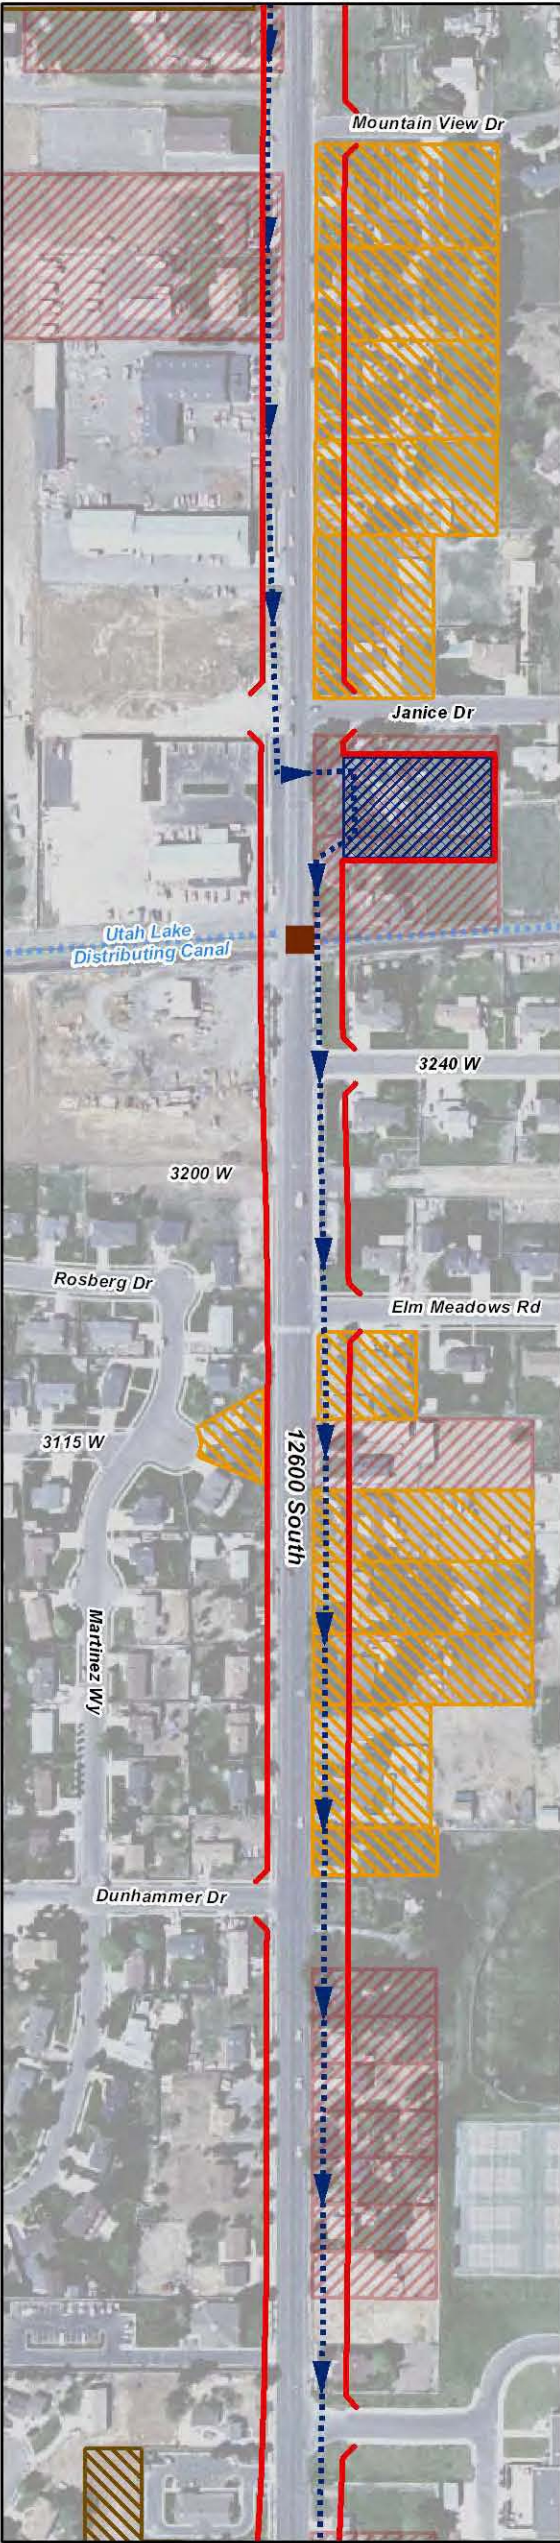 Mountain View Dr
Janice Dr
Utah Lake
Distributing Canal
3240 W
3200 W
Rosberg Dr
Elm Meadows Rd
3115 W
12600 South
Martinez Wy
Dunhammer Dr